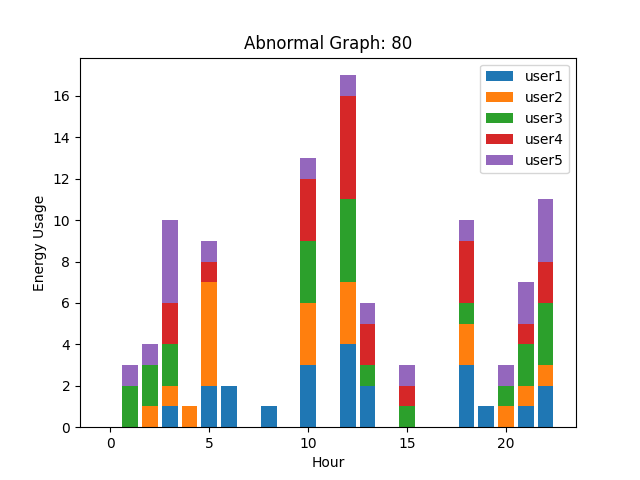 Abnormal Graph: 80
user1
user2
user3
user4
user5
Energy Usage
16
14
12
10
8
6
4
2
0
0 5 10 15 20
Hour